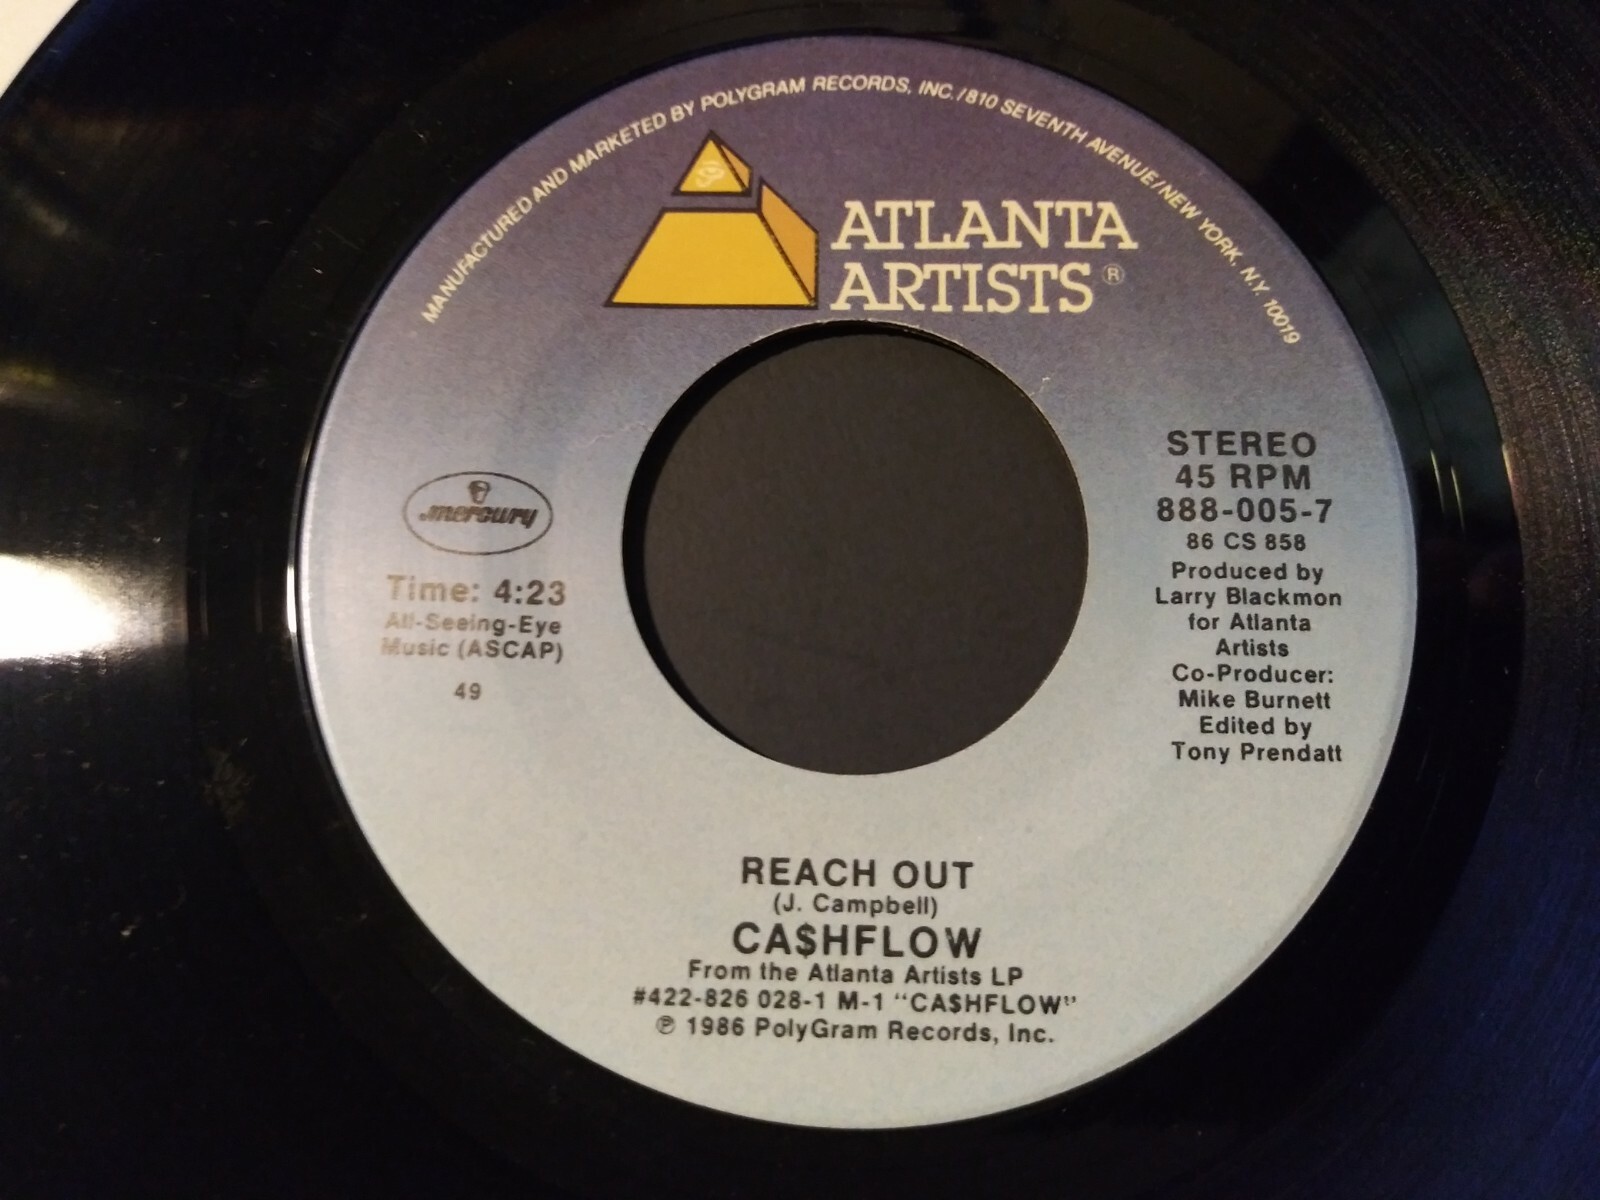 MANUFACTURED AND MARKETED BY POLYGRAM RECORDS, INC./810 SEVENTH AVENUE/NEW YORK, N.Y. 10019
ATLANTA
ARTISTS®
mercury
Time: 4:23
All-Seeing-Eye
Music (ASCAP)
49
STEREO
45 RPM
888-005-7
86 CS 858
Produced by
Larry Blackmon
for Atlanta
Artists
Co-Producer:
Mike Burnett
Edited by
Tony Prendatt
REACH OUT
(J. Campbell)
CA$HFLOW
From the Atlanta Artists LP
#422-826 028-1 M-1 "CA$HFLOW"
℗ 1986 PolyGram Records, Inc.